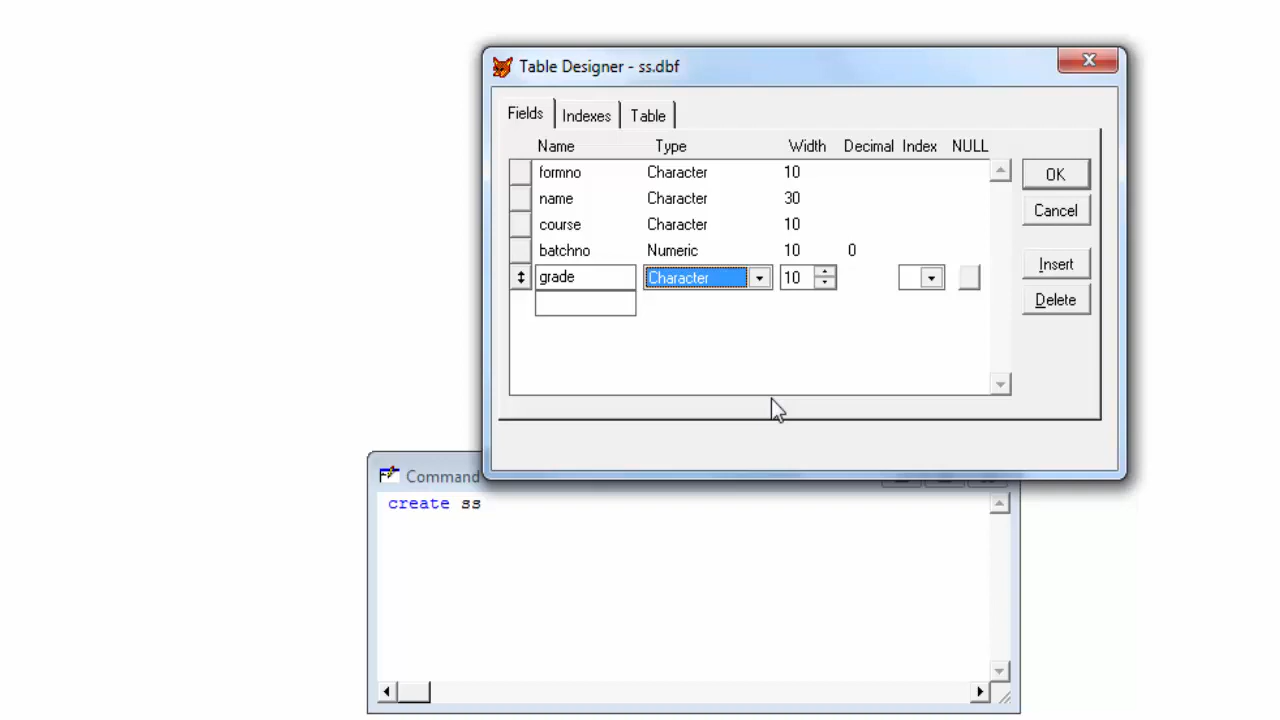 Table Designer - ss.dbf
Fields Indexes Table
Name Type Width Decimal Index NULL
formno Character 10
name Character 30
course Character 10
batchno Numeric 10 0
grade Character 10
OK
Cancel
Insert
Delete
Command
create ss